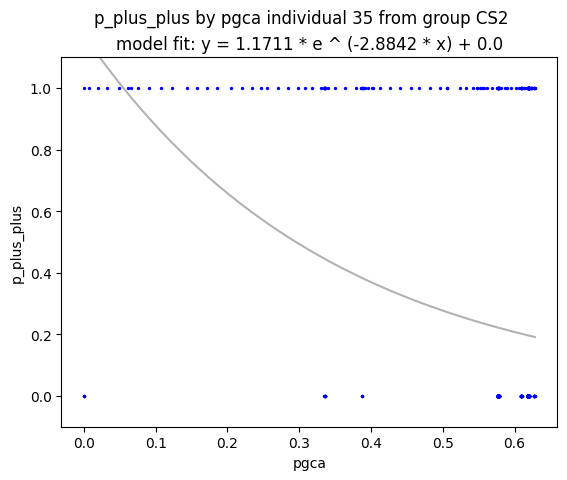 p_plus_plus by pgca individual 35 from group CS2
model fit: y = 1.1711 * e ^ (-2.8842 * x) + 0.0
1.0
0.8
0.6
0.4
0.2
0.0
p_plus_plus
0.0 0.1 0.2 0.3 0.4 0.5 0.6
pgca